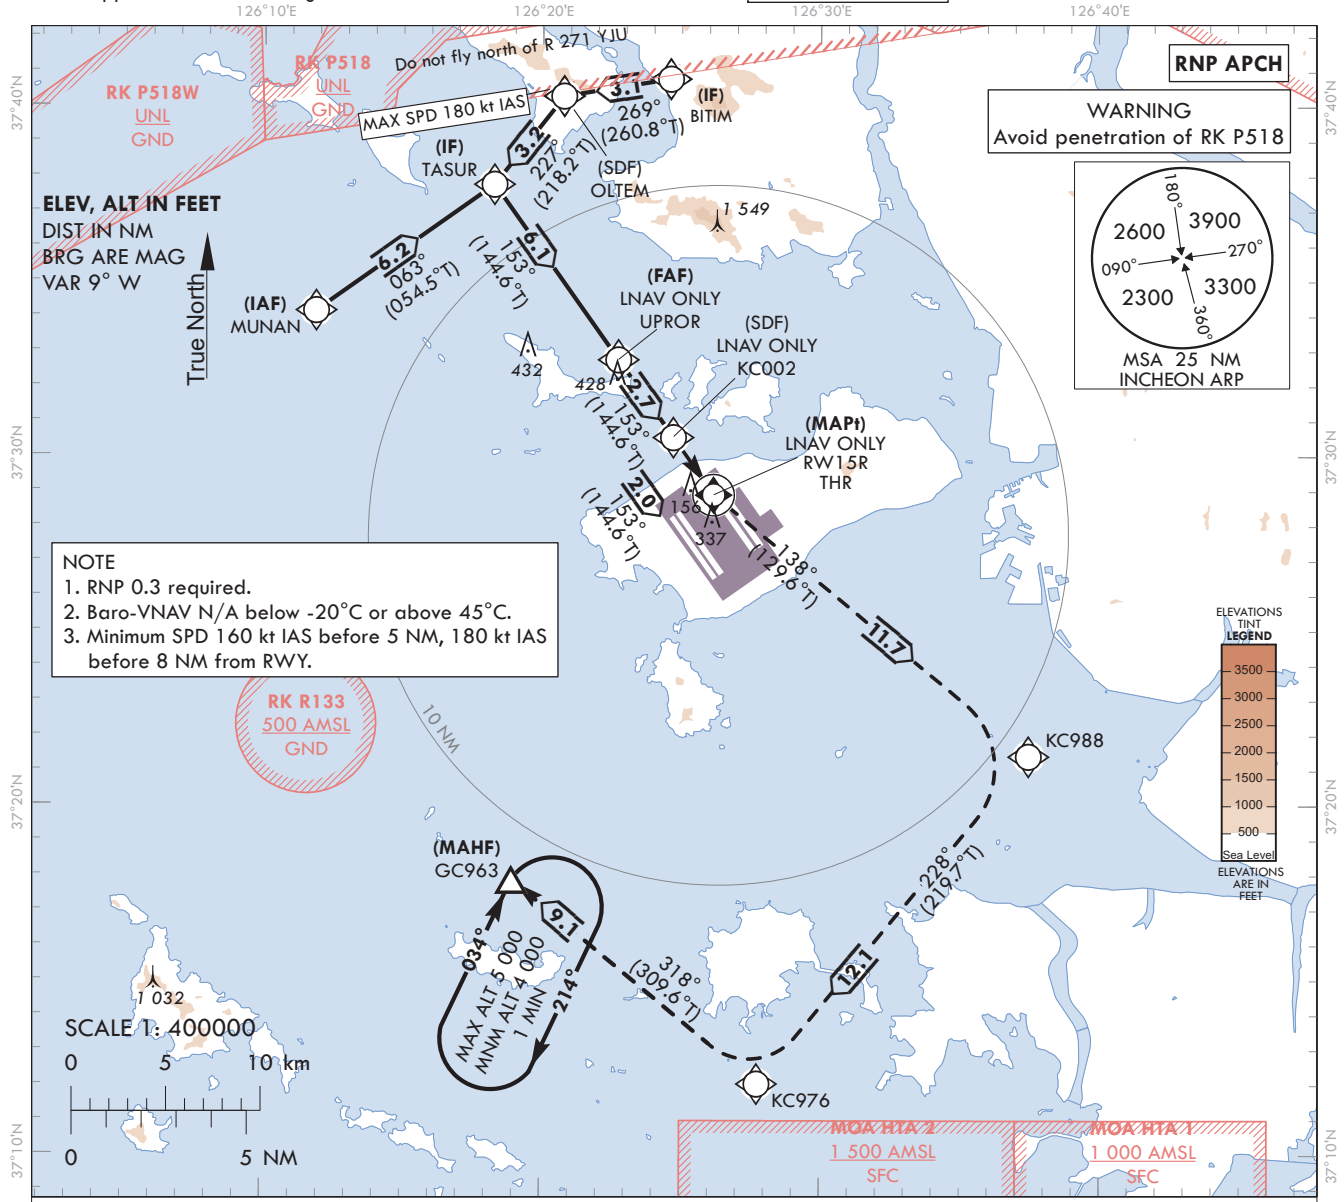 126°10'E
126°20'E
126°30'E
126°40'E
37°40'N
37°30'N
37°20'N
37°10'N
37°40'N
37°30'N
37°20'N
37°10'N
RK P518W
UNL
GND
RK P518
UNL
GND
Do not fly north of R 271 YJU
MAX SPD 180 kt IAS
RNP APCH
WARNING
Avoid penetration of RK P518
180°
2600
3900
270°
090°
2300
3300
360°
MSA 25 NM
INCHEON ARP
ELEV, ALT IN FEET
DIST IN NM
BRG ARE MAG
VAR 9° W
True North
(IF)
BITIM
3.1
269°
(260.8°T)
(SDF)
OLTEM
3.2
227°
(218.2°T)
(IF)
TASUR
6.2
063°
(054.5°T)
(IAF)
MUNAN
6.1
153°
(144.6°T)
1 549
(FAF)
LNAV ONLY
UPROR
(SDF)
LNAV ONLY
KC002
432
428
2.7
153°
(144.6°T)
(MAPt)
LNAV ONLY
RW15R
THR
2.0
153°
(144.6°T)
156
337
138°
(129.6°T)
11.7
NOTE
1. RNP 0.3 required.
2. Baro-VNAV N/A below -20°C or above 45°C.
3. Minimum SPD 160 kt IAS before 5 NM, 180 kt IAS
before 8 NM from RWY.
RK R133
500 AMSL
GND
10 NM
KC988
228°
(219.7°T)
12.1
KC976
318°
(309.6°T)
9.1
(MAHF)
GC963
034°
MAX ALT 5 000
MNM ALT 4 000
1 MIN
214°
ELEVATIONS
TINT
LEGEND
3500
3000
2500
2000
1500
1000
500
Sea Level
ELEVATIONS
ARE IN
FEET
1 032
SCALE 1: 400000
0 5 10 km
0 5 NM
MOA HTA 2
1 500 AMSL
SFC
MOA HTA 1
1 000 AMSL
SFC